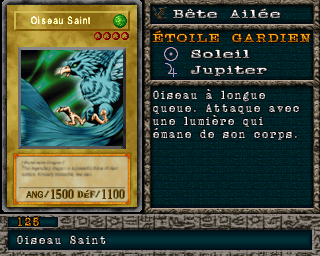 Oiseau Saint
ANG/1500 DÉF/1100
Bête Ailée
ÉTOILE GARDIEN
Soleil
Jupiter
Oiseau à longue
queue. Attaque avec
une lumière qui
émane de son corps.
125
Oiseau Saint